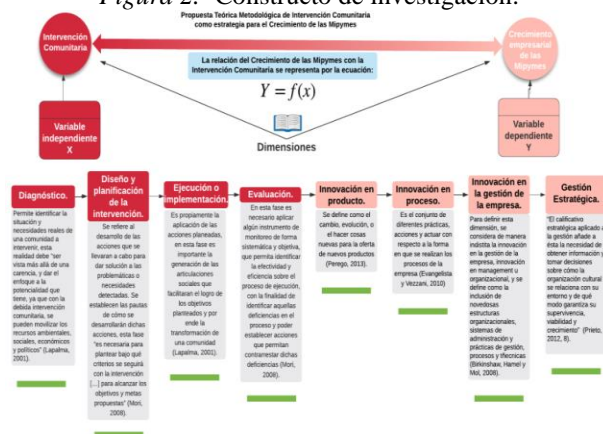 Figura 2. Constructo de investigación.
Propuesta Teórica Metodológica de Intervención Comunitaria
como estrategia para el Crecimiento de las Mipymes
Intervención
Comunitaria
Crecimiento
empresarial
de las
Mipymes
La relación del Crecimiento de las Mipymes con la
Intervención Comunitaria se representa por la ecuación:
Y = f(x)
Variable
independiente
X
Dimensiones
Variable
dependiente
Y
Diagnóstico.
Permite identificar la
situación y
necesidades reales de
una comunidad a
intervenir, esta
realidad debe "ser
vista más allá de una
carencia, y dar el
enfoque a la
potencialidad que
tiene, ya que con la
debida intervención
comunitaria, se
pueden movilizar los
recursos ambientales,
sociales, económicos
y políticos" (Lapalma,
2001).
Diseño y
planificación
de la
intervención.
Se refiere al
desarrollo de las
acciones que se
llevaran a cabo para
dar solución a las
problemáticas o
necesidades
detectadas. Se
establecen las pautas
de cómo se
desarrollarán dichas
acciones, esta fase
"es necesaria para
plantear bajo qué
criterios se seguirá
con la intervención
[...] para alcanzar los
objetivos y metas
propuestas" (Mori,
2008).
Ejecución o
implementación.
Es propiamente la
aplicación de las
acciones planeadas,
en esta fase es
importante la
generación de las
articulaciones sociales
que facilitaran el logro
de los objetivos
planteados y por
ende la
transformación de
una comunidad
(Lapalma, 2001).
Evaluación.
En esta fase es
necesario aplicar
algún instrumento de
monitoreo de forma
sistemática y objetiva,
que permita identificar
la efectividad y
eficiencia sobre el
proceso de ejecución,
con la finalidad de
identificar aquellas
deficiencias en el
proceso y poder
establecer acciones
que permitan
contrarrestar dichas
deficiencias (Mori,
2008).
Innovación en
producto.
Se define como el
cambio, evolución, o
el hacer cosas
nuevas para la oferta
de nuevos productos
(Perego, 2013).
Innovación en
proceso.
Es el conjunto de
diferentes prácticas,
acciones y actuar con
respecto a la forma
en que se realizan los
procesos de la
empresa (Evangelista
y Vezzani, 2010)
Innovación en
la gestión de
la empresa.
Para definir esta
dimensión, se
considera de manera
indistita la innovación
en la gestión de la
empresa, innovación
en management u
organizacional, y se
define como la
inclusión de
novedosas
estructuras
organizacionales,
sistemas de
administración y
prácticas de gestión,
procesos y tñecnicas
(Birkinshaw, Hamel y
Mol, 2008).
Gestión
Estratégica.
"El calificativo
estratégico aplicado a
la gestión añade a
ésta la necesidad de
obtener información y
tomar decisiones
sobre cómo la
organización cultural
se relaciona con su
entorno y de qué
modo garantiza su
supervivencia,
viabilidad y
crecimiento" (Prieto,
2012, 8).